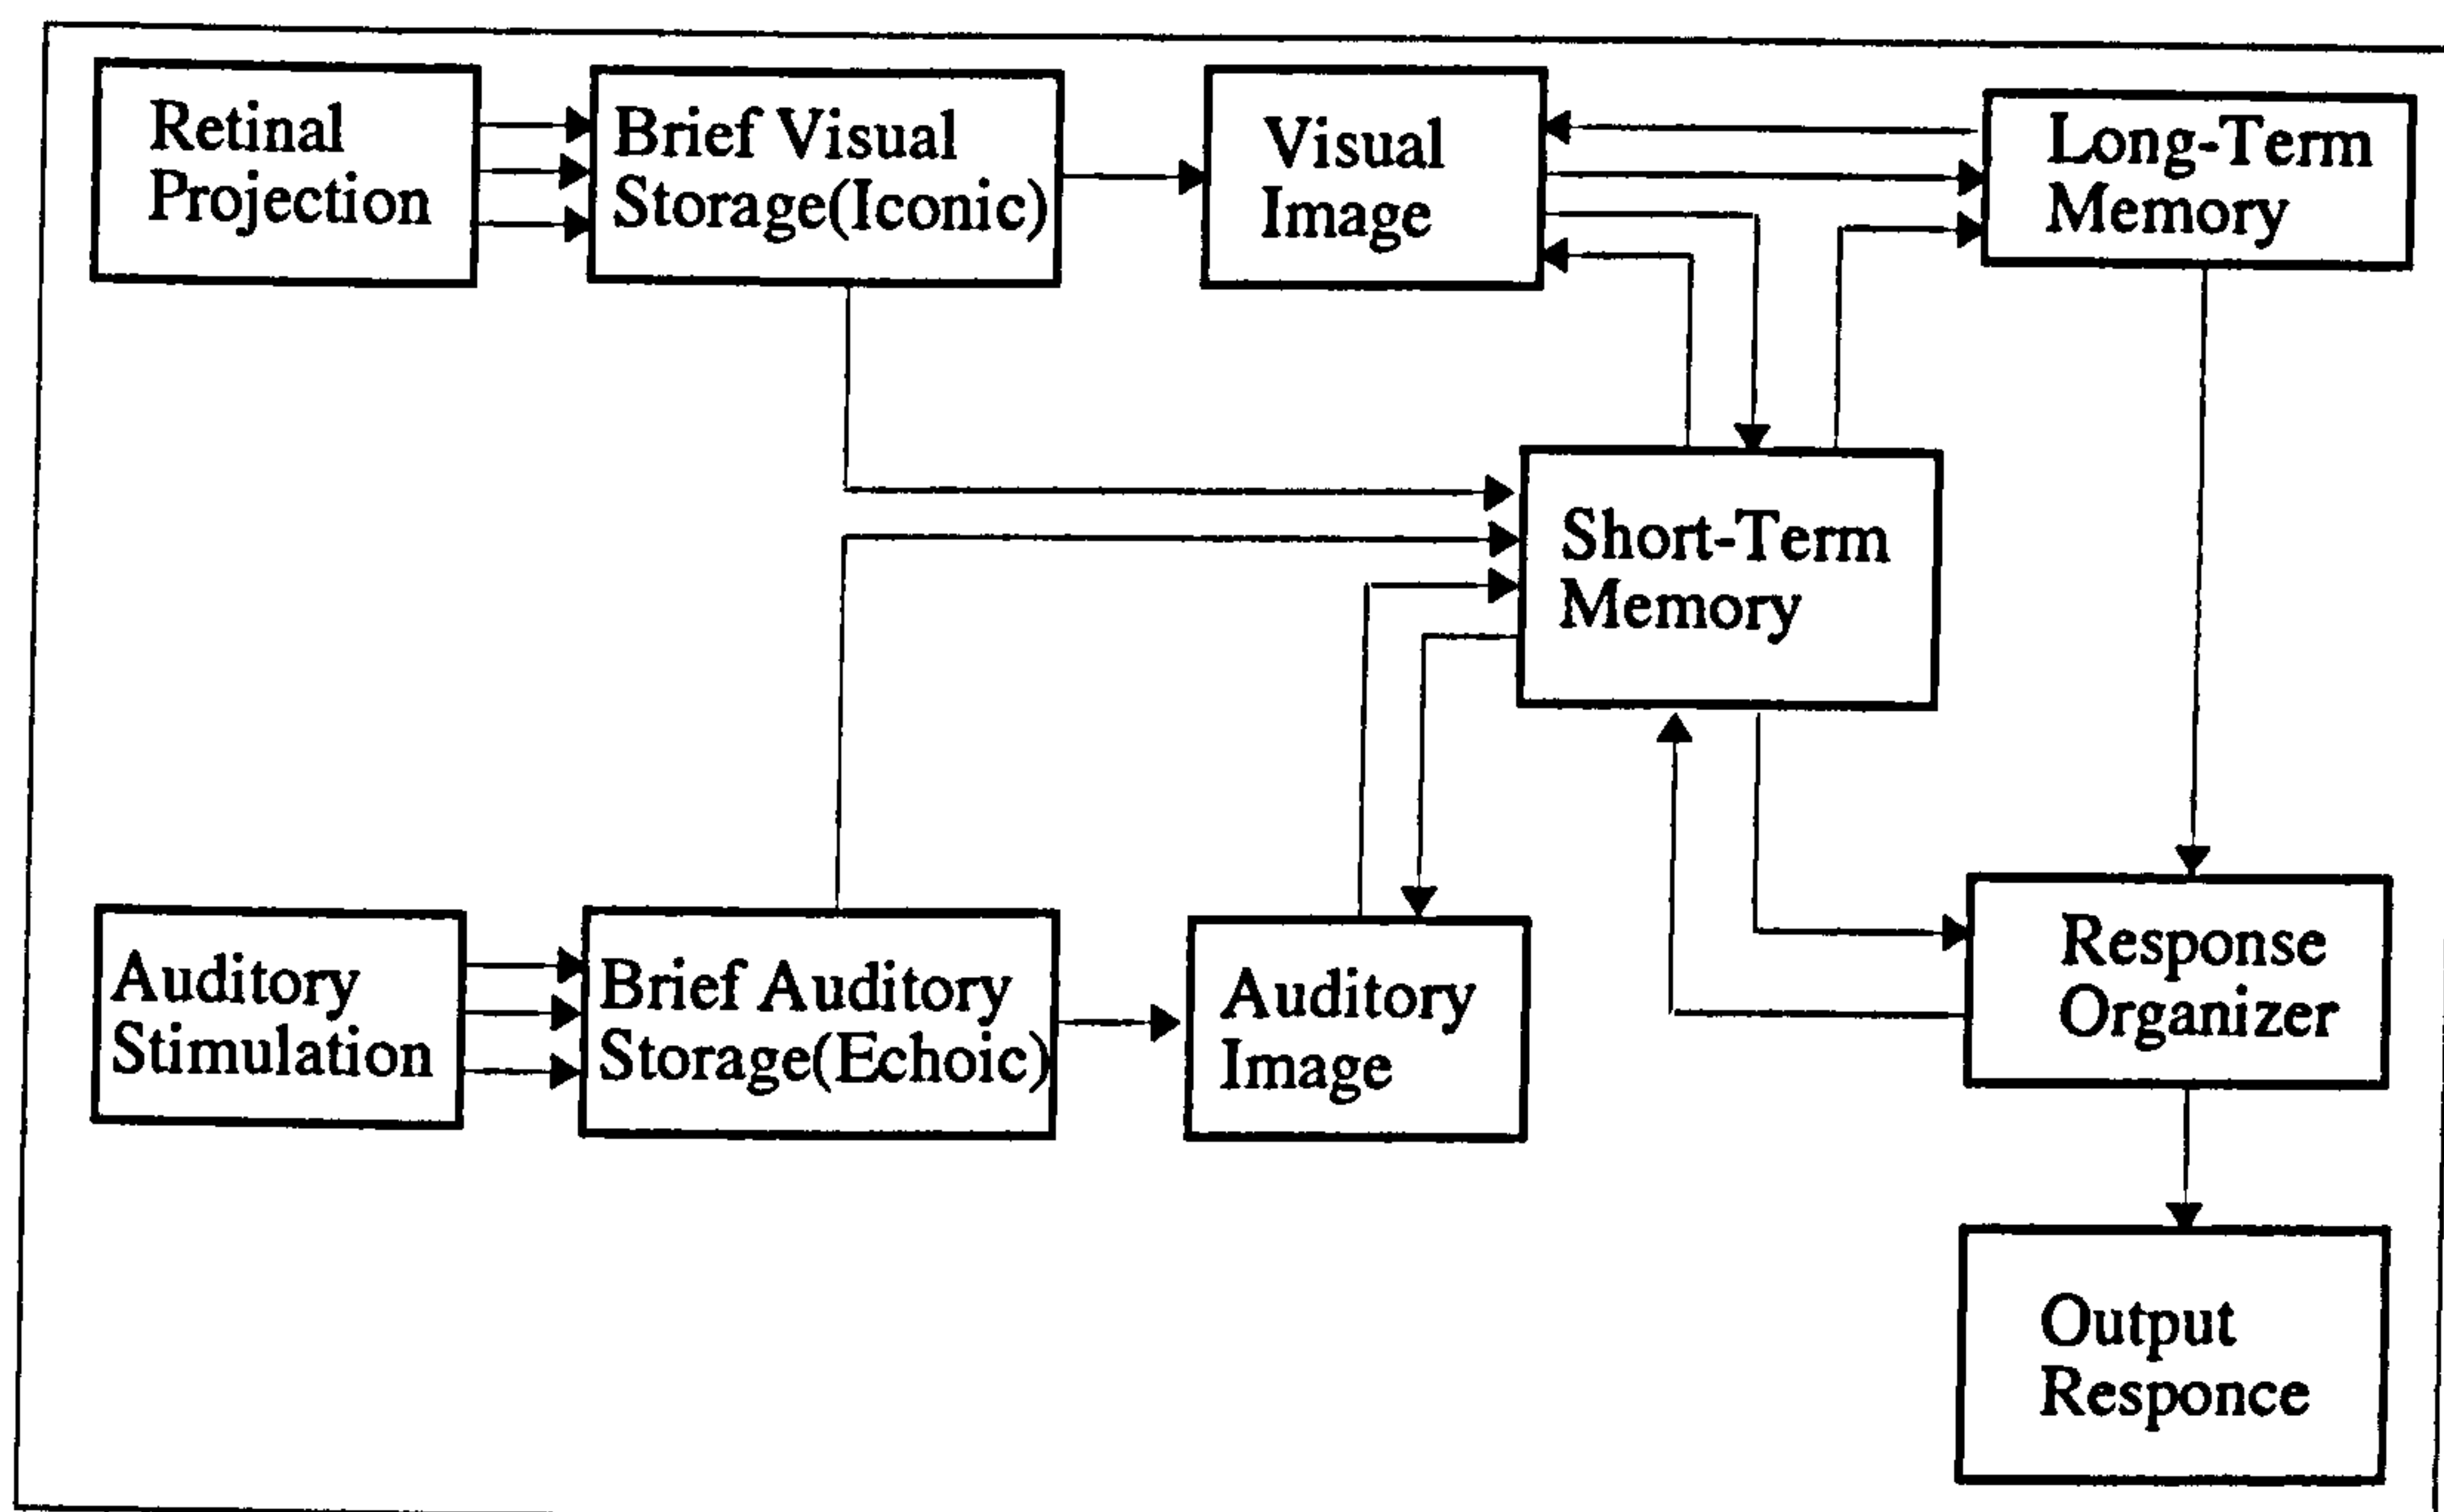 Retinal
Projection
Brief Visual
Storage(Iconic)
Visual
Image
Long-Term
Memory
Short-Term
Memory
Auditory
Stimulation
Brief Auditory
Storage(Echoic)
Auditory
Image
Response
Organizer
Output
Responce